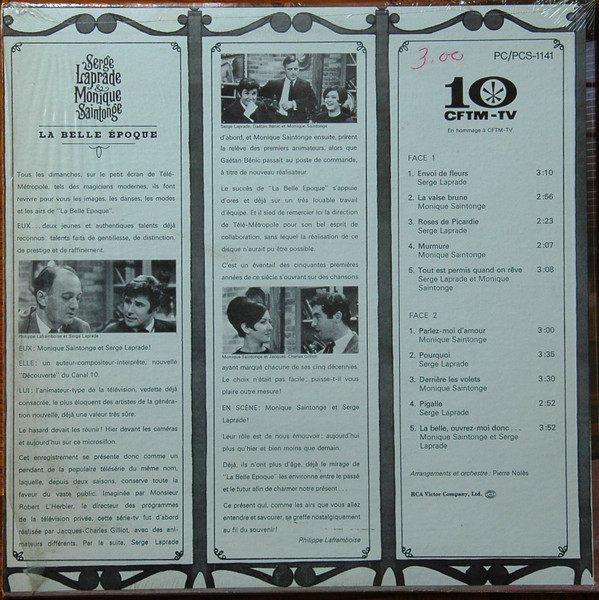 Serge
Laprade
&
Monique
Saintonge
LA BELLE ÉPOQUE
Tous les dimanches, sur le petit écran de Télé-
Métropole, tels des magiciens modernes, ils font
revivre pour vous les images, les danses, les modes
et les airs de "La Belle Epoque".
EUX... deux jeunes et authentiques talents déjà
reconnus: talents faits de gentillesse, de distinction,
de prestige et de raffinement.
Philippe Laframboise et Serge Laprade
EUX: Monique Saintonge et Serge Laprade!
ELLE: un auteur-compositeur-interprète, nouvelle
"Découverte" du Canal 10.
LUI: l'animateur-type de la télévision, vedette déjà
consacrée, le plus éloquent des artistes de la généra-
tion nouvelle, déjà une valeur très sûre.
Le hasard devait les réunir! Hier devant les caméras
et aujourd'hui sur ce microsillon.
Cet enregistrement se présente donc comme un
pendant de la populaire télésérie du même nom,
laquelle, depuis deux saisons, conserve toute la
faveur du vaste public. Imaginée par Monsieur
Robert L'Herbier, le directeur des programmes
de la télévision privée, cette série-tv fut d'abord
réalisée par Jacques-Charles Gilliot, avec des ani-
mateurs différents. Par la suite, Serge Laprade
Serge Laprade, Gaétan Bénic et Monique Saintonge
d'abord, et Monique Saintonge ensuite, prirent
la relève des premiers animateurs, alors que
Gaëtan Bénic passait au poste de commande,
à titre de nouveau réalisateur.
Le succès de "La Belle Epoque" s'appuie
d'ores et déjà sur un très louable travail
d'équipe. Et il sied de remercier ici la direction
de Télé-Métropole pour son bel esprit de
collaboration, sans lequel la réalisation de ce
disque n'aurait pu être possible.
C'est un éventail des cinquantes premières
années de ce siècle s'ouvrant sur des chansons
Monique Saintonge et Jacques Charles Gilliot
ayant marqué chacune de ses cinq décennies.
Le choix n'était pas facile: puisse-t-il vous
plaire outre mesure!
EN SCÈNE: Monique Saintonge et Serge
Laprade!
Leur rôle est de nous émouvoir: aujourd'hui
plus qu'hier et bien moins que demain.
Déjà, ils n'ont plus d'âge, déjà le mirage de
"La Belle Epoque" les environne entre le passé
et le futur afin de charmer notre présent...
Ce présent qui, comme les airs que vous allez
entendre et savourer, se greffe nostalgiquement
au fil du souvenir!
Philippe Laframboise
3.00
PC/PCS-1141
10
CFTM-TV
En hommage à CFTM-TV
FACE 1
1. Envoi de fleurs 3:10
Serge Laprade
2. La valse brune 2:56
Monique Saintonge
3. Roses de Picardie 2:23
Serge Laprade
4. Murmure 2:07
Monique Saintonge
5. Tout est permis quand on rêve 3:08
Serge Laprade et Monique
Saintonge
FACE 2
1. Parlez-moi d'amour 3:00
Monique Saintonge
2. Pourquoi 3:35
Serge Laprade
3. Derrière les volets 3:30
Monique Saintonge
4. Pigalle 2:52
Serge Laprade
5. La belle, ouvrez-moi donc... 3:52
Monique Saintonge et Serge
Laprade
Arrangements et orchestre: Pierre Nolès
RCA Victor Company, Ltd.